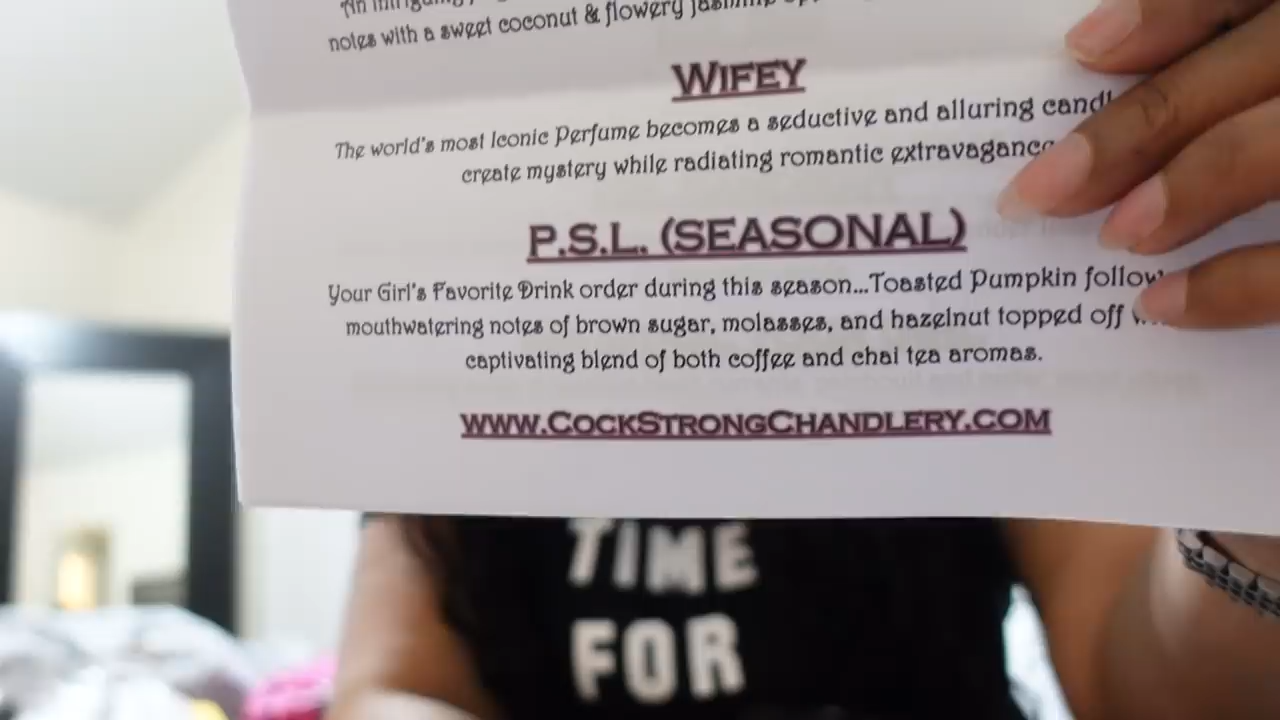 notes with a sweet coconut & flowery
WIFEY
The world's most Iconic Perfume becomes a seductive and alluring
create mystery while radiating romantic extravagance
P.S.L. (SEASONAL)
Your Girl's Favorite Drink order during this season...Toasted Pumpkin
mouthwatering notes of brown sugar, molasses, and hazelnut topped off
captivating blend of both coffee and chai tea aromas.
WWW.COCKSTRONGCHANDLERY.COM
TIME
FOR